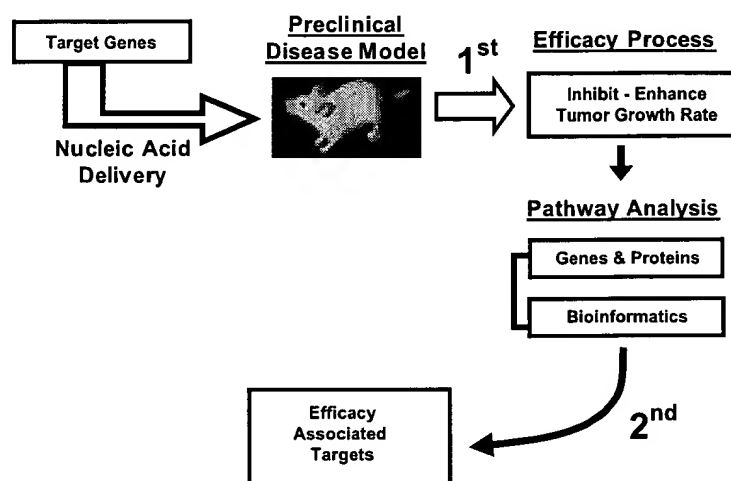 Target Genes
Nucleic Acid
Delivery
Preclinical
Disease Model
1st
Efficacy Process
Inhibit - Enhance
Tumor Growth Rate
Pathway Analysis
Genes & Proteins
Bioinformatics
2nd
Efficacy
Associated
Targets